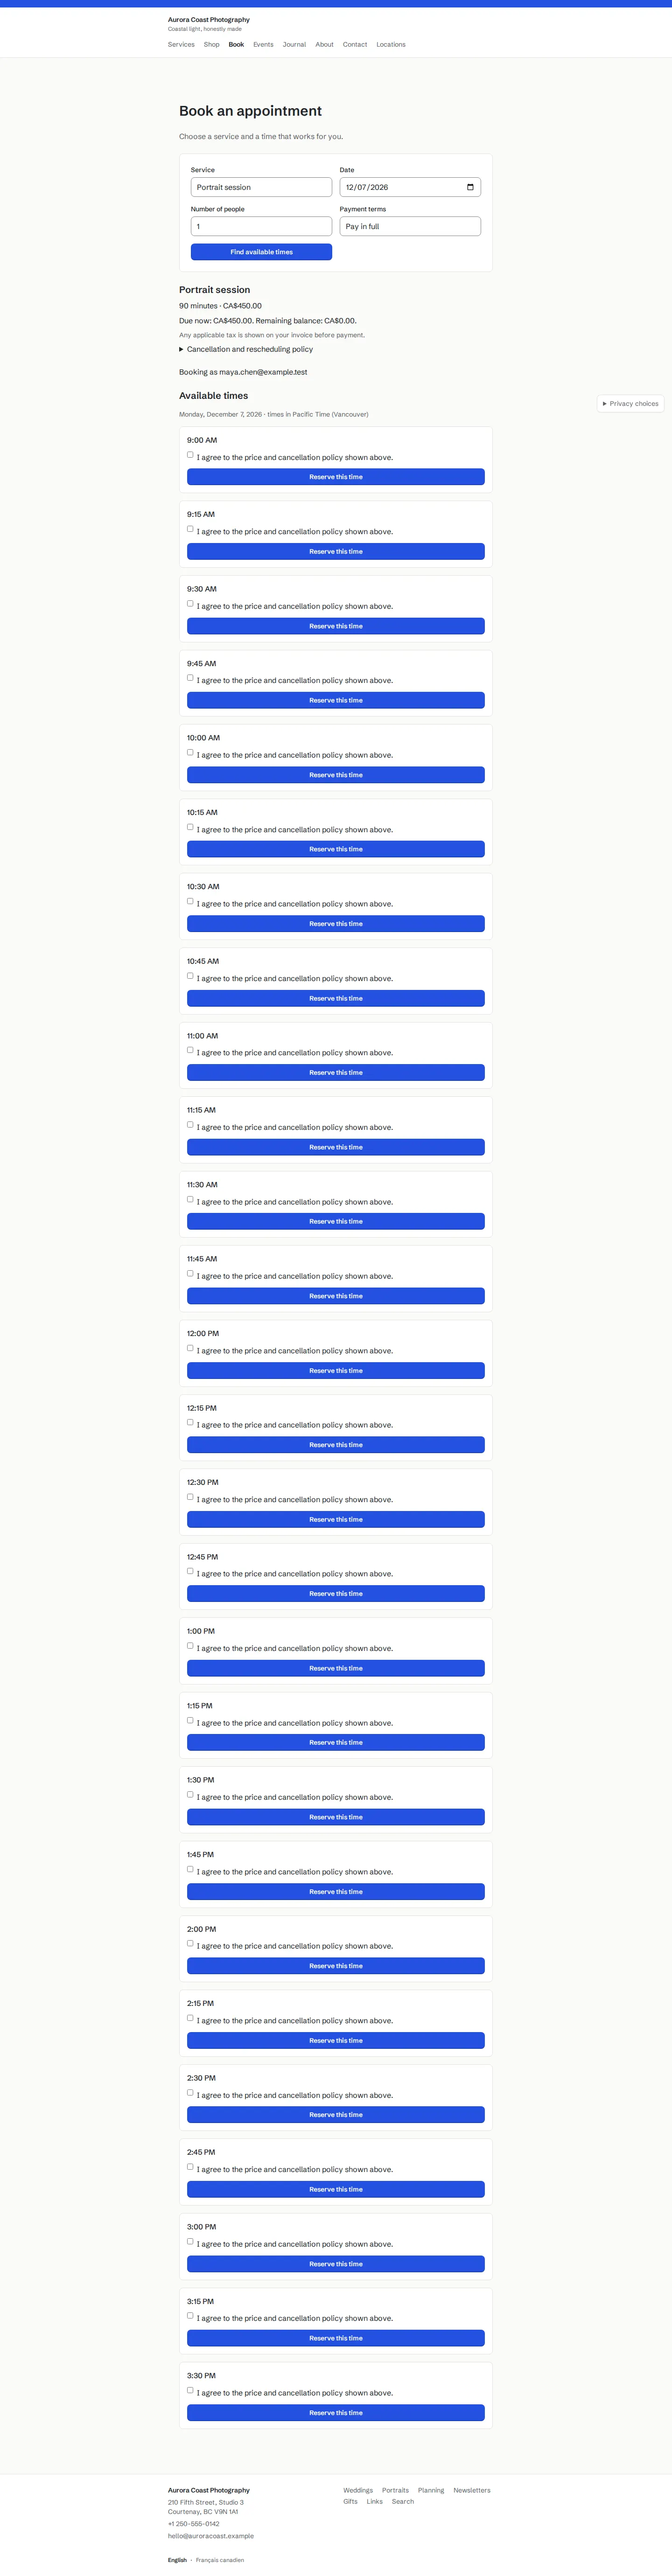 Aurora Coast Photography
Coastal light, honestly made
Services Shop Book Events Journal About Contact Locations
Book an appointment
Choose a service and a time that works for you.
Service Date
Portrait session 12/07/2026
Number of people Payment terms
1 Pay in full
Find available times
Portrait session
90 minutes · CA$450.00
Due now: CA$450.00. Remaining balance: CA$0.00.
Any applicable tax is shown on your invoice before payment.
Cancellation and rescheduling policy
Booking as maya.chen@example.test
Available times
Privacy choices
Monday, December 7, 2026 · times in Pacific Time (Vancouver)
9:00 AM
I agree to the price and cancellation policy shown above.
Reserve this time
9:15 AM
I agree to the price and cancellation policy shown above.
Reserve this time
9:30 AM
I agree to the price and cancellation policy shown above.
Reserve this time
9:45 AM
I agree to the price and cancellation policy shown above.
Reserve this time
10:00 AM
I agree to the price and cancellation policy shown above.
Reserve this time
10:15 AM
I agree to the price and cancellation policy shown above.
Reserve this time
10:30 AM
I agree to the price and cancellation policy shown above.
Reserve this time
10:45 AM
I agree to the price and cancellation policy shown above.
Reserve this time
11:00 AM
I agree to the price and cancellation policy shown above.
Reserve this time
11:15 AM
I agree to the price and cancellation policy shown above.
Reserve this time
11:30 AM
I agree to the price and cancellation policy shown above.
Reserve this time
11:45 AM
I agree to the price and cancellation policy shown above.
Reserve this time
12:00 PM
I agree to the price and cancellation policy shown above.
Reserve this time
12:15 PM
I agree to the price and cancellation policy shown above.
Reserve this time
12:30 PM
I agree to the price and cancellation policy shown above.
Reserve this time
12:45 PM
I agree to the price and cancellation policy shown above.
Reserve this time
1:00 PM
I agree to the price and cancellation policy shown above.
Reserve this time
1:15 PM
I agree to the price and cancellation policy shown above.
Reserve this time
1:30 PM
I agree to the price and cancellation policy shown above.
Reserve this time
1:45 PM
I agree to the price and cancellation policy shown above.
Reserve this time
2:00 PM
I agree to the price and cancellation policy shown above.
Reserve this time
2:15 PM
I agree to the price and cancellation policy shown above.
Reserve this time
2:30 PM
I agree to the price and cancellation policy shown above.
Reserve this time
2:45 PM
I agree to the price and cancellation policy shown above.
Reserve this time
3:00 PM
I agree to the price and cancellation policy shown above.
Reserve this time
3:15 PM
I agree to the price and cancellation policy shown above.
Reserve this time
3:30 PM
I agree to the price and cancellation policy shown above.
Reserve this time
Aurora Coast Photography
210 Fifth Street, Studio 3
Courtenay, BC V9N 1A1
+1 250-555-0142
hello@auroracoast.example
Weddings Portraits Planning Newsletters
Gifts Links Search
English · Français canadien